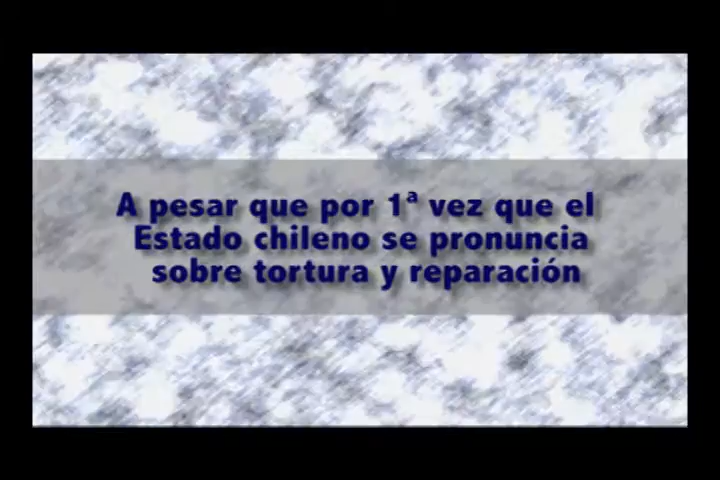 A pesar que por 1ª vez que el
Estado chileno se pronuncia
sobre tortura y reparación